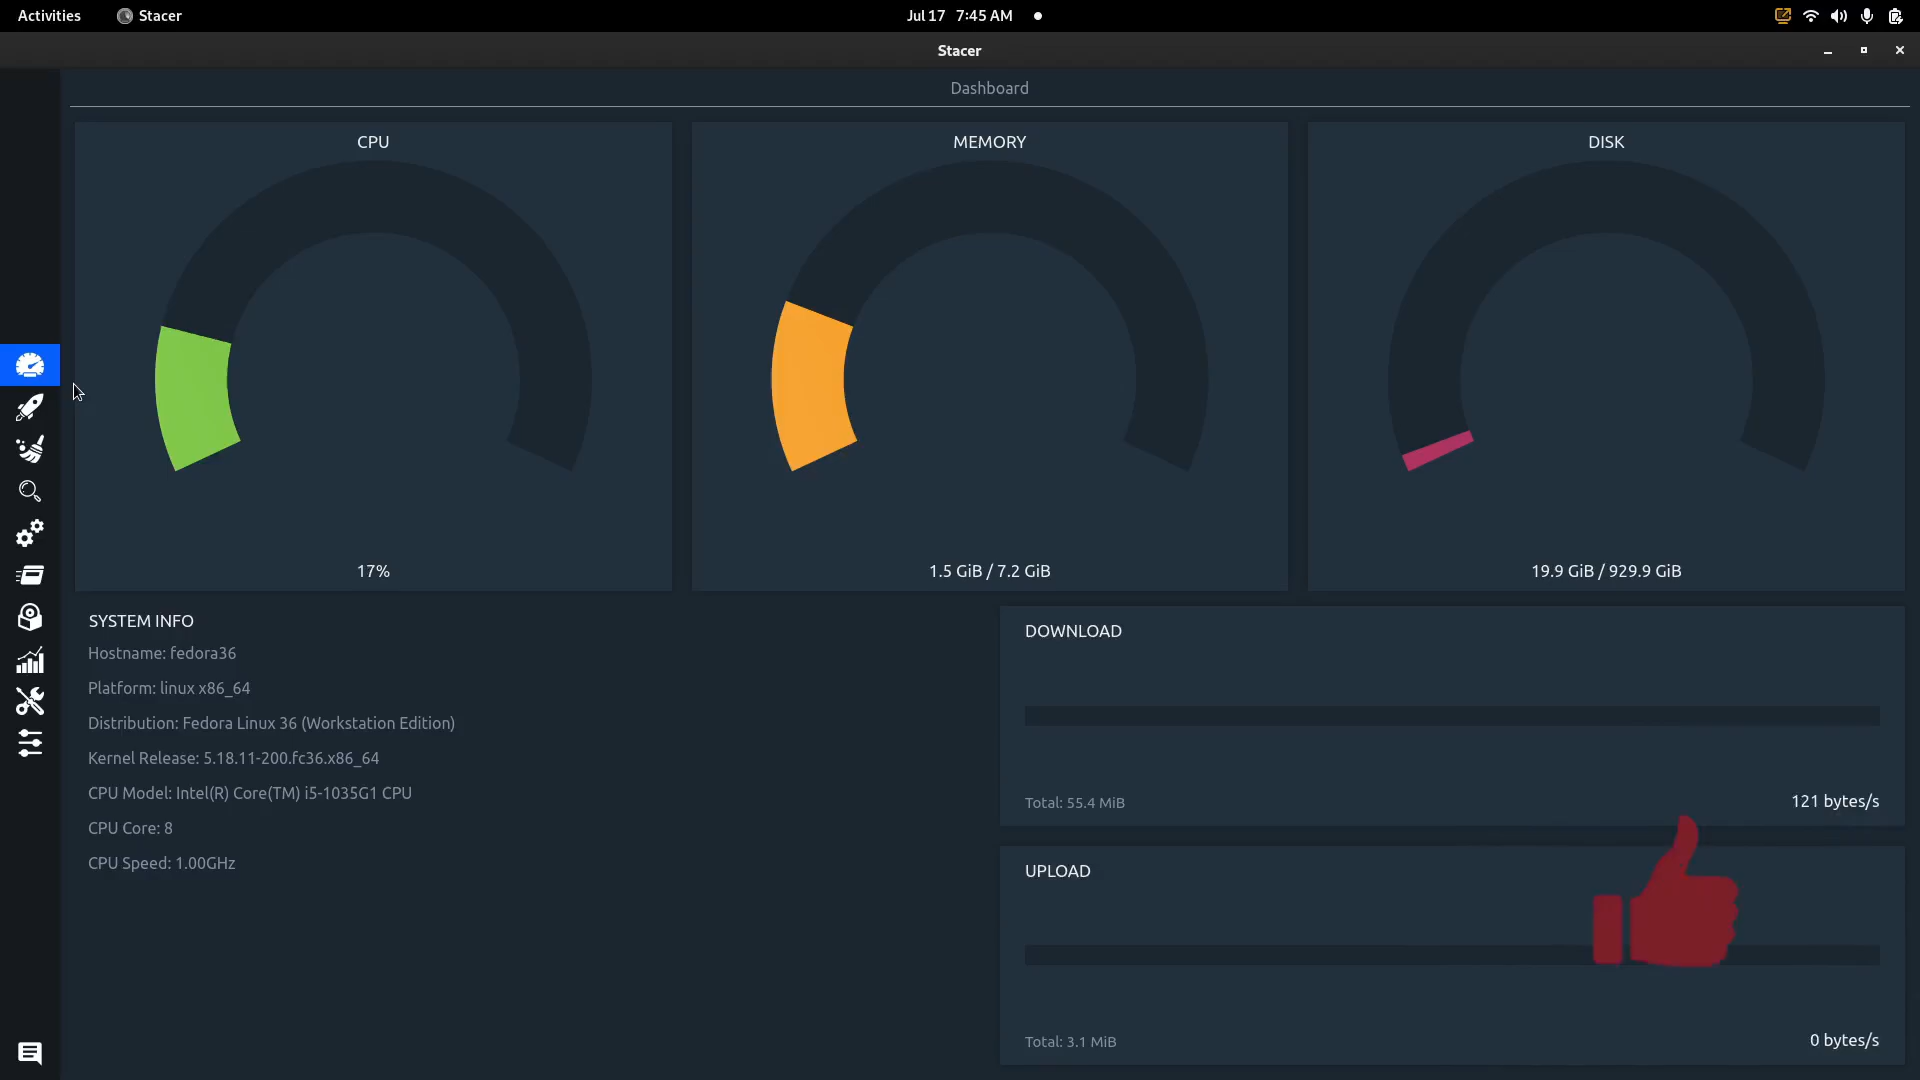 Activities
Stacer
Jul 17 7:45 AM
Stacer
Dashboard
CPU
MEMORY
DISK
17%
1.5 GiB / 7.2 GiB
19.9 GiB / 929.9 GiB
SYSTEM INFO
Hostname: fedora36
Platform: linux x86_64
Distribution: Fedora Linux 36 (Workstation Edition)
Kernel Release: 5.18.11-200.fc36.x86_64
CPU Model: Intel(R) Core(TM) i5-1035G1 CPU
CPU Core: 8
CPU Speed: 1.00GHz
DOWNLOAD
Total: 55.4 MiB
121 bytes/s
UPLOAD
Total: 3.1 MiB
0 bytes/s